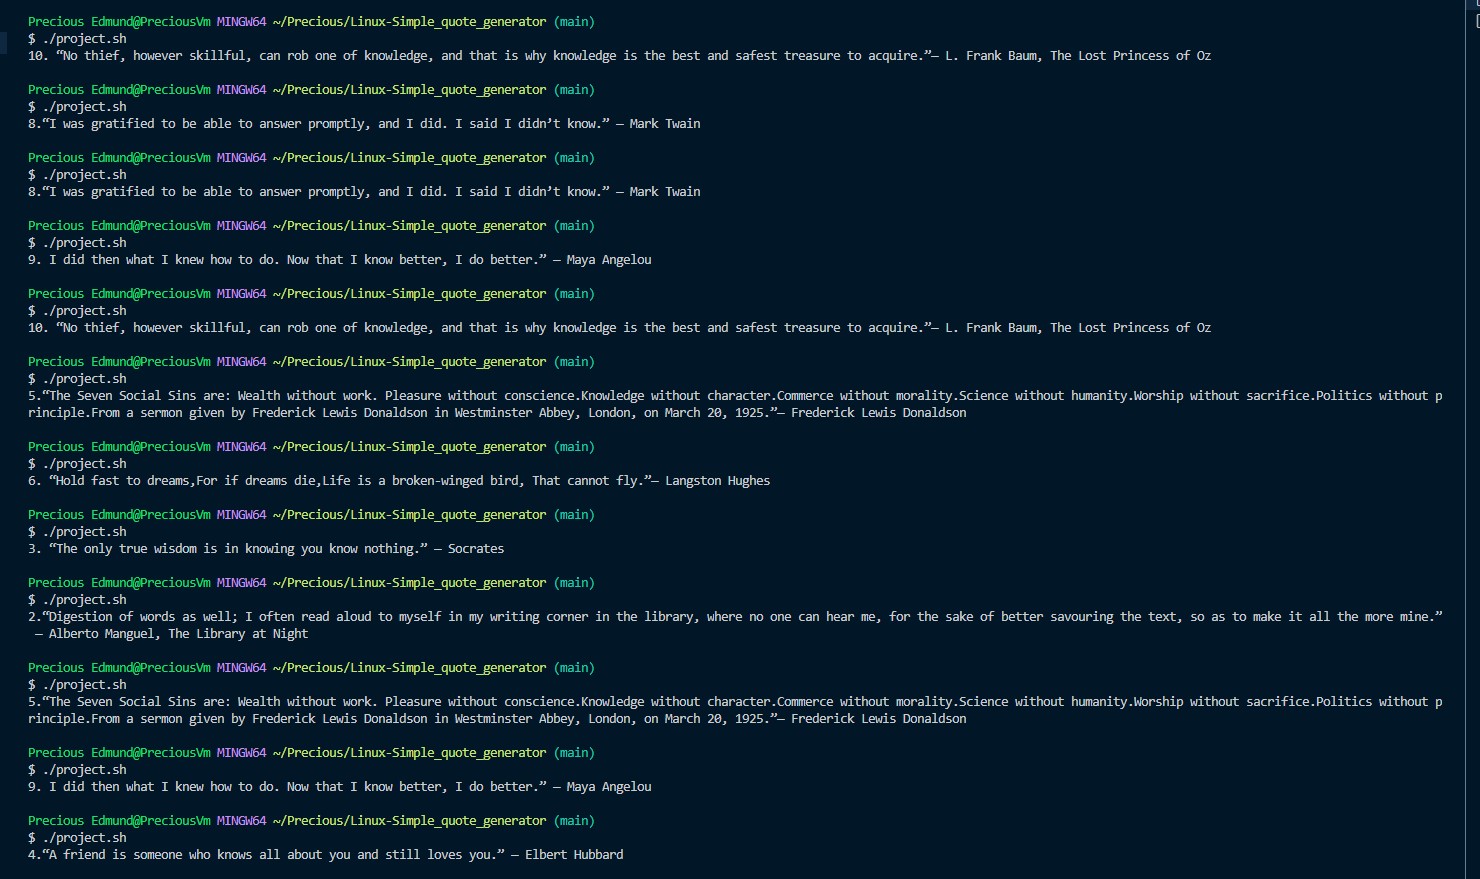 Precious Edmund@PreciousVm MINGW64 ~/Precious/Linux-Simple_quote_generator (main)
$ ./project.sh
10. “No thief, however skillful, can rob one of knowledge, and that is why knowledge is the best and safest treasure to acquire.”— L. Frank Baum, The Lost Princess of Oz
Precious Edmund@PreciousVm MINGW64 ~/Precious/Linux-Simple_quote_generator (main)
$ ./project.sh
8.“I was gratified to be able to answer promptly, and I did. I said I didn’t know.” — Mark Twain
Precious Edmund@PreciousVm MINGW64 ~/Precious/Linux-Simple_quote_generator (main)
$ ./project.sh
8.“I was gratified to be able to answer promptly, and I did. I said I didn’t know.” — Mark Twain
Precious Edmund@PreciousVm MINGW64 ~/Precious/Linux-Simple_quote_generator (main)
$ ./project.sh
9. I did then what I knew how to do. Now that I know better, I do better.” — Maya Angelou
Precious Edmund@PreciousVm MINGW64 ~/Precious/Linux-Simple_quote_generator (main)
$ ./project.sh
10. “No thief, however skillful, can rob one of knowledge, and that is why knowledge is the best and safest treasure to acquire.”— L. Frank Baum, The Lost Princess of Oz
Precious Edmund@PreciousVm MINGW64 ~/Precious/Linux-Simple_quote_generator (main)
$ ./project.sh
5.“The Seven Social Sins are: Wealth without work. Pleasure without conscience.Knowledge without character.Commerce without morality.Science without humanity.Worship without sacrifice.Politics without p
rinciple.From a sermon given by Frederick Lewis Donaldson in Westminster Abbey, London, on March 20, 1925.”— Frederick Lewis Donaldson
Precious Edmund@PreciousVm MINGW64 ~/Precious/Linux-Simple_quote_generator (main)
$ ./project.sh
6. “Hold fast to dreams,For if dreams die,Life is a broken-winged bird, That cannot fly.”— Langston Hughes
Precious Edmund@PreciousVm MINGW64 ~/Precious/Linux-Simple_quote_generator (main)
$ ./project.sh
3. “The only true wisdom is in knowing you know nothing.” — Socrates
Precious Edmund@PreciousVm MINGW64 ~/Precious/Linux-Simple_quote_generator (main)
$ ./project.sh
2.“Digestion of words as well; I often read aloud to myself in my writing corner in the library, where no one can hear me, for the sake of better savouring the text, so as to make it all the more mine.”
— Alberto Manguel, The Library at Night
Precious Edmund@PreciousVm MINGW64 ~/Precious/Linux-Simple_quote_generator (main)
$ ./project.sh
5.“The Seven Social Sins are: Wealth without work. Pleasure without conscience.Knowledge without character.Commerce without morality.Science without humanity.Worship without sacrifice.Politics without p
rinciple.From a sermon given by Frederick Lewis Donaldson in Westminster Abbey, London, on March 20, 1925.”— Frederick Lewis Donaldson
Precious Edmund@PreciousVm MINGW64 ~/Precious/Linux-Simple_quote_generator (main)
$ ./project.sh
9. I did then what I knew how to do. Now that I know better, I do better.” — Maya Angelou
Precious Edmund@PreciousVm MINGW64 ~/Precious/Linux-Simple_quote_generator (main)
$ ./project.sh
4.“A friend is someone who knows all about you and still loves you.” — Elbert Hubbard